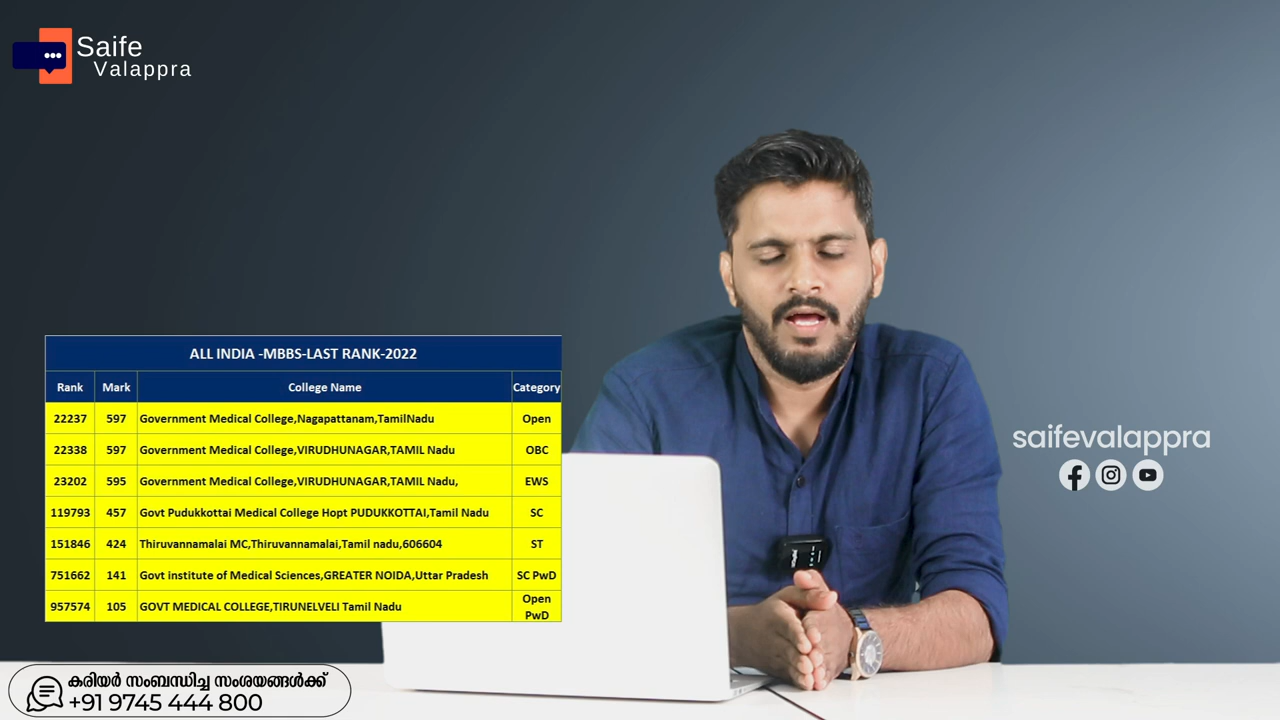 Saife
Valappra
ALL INDIA -MBBS-LAST RANK-2022
Rank Mark College Name Category
22237 597 Government Medical College,Nagapattanam,TamilNadu Open
22338 597 Government Medical College,VIRUDHUNAGAR,TAMIL Nadu OBC
23202 595 Government Medical College,VIRUDHUNAGAR,TAMIL Nadu, EWS
119793 457 Govt Pudukkottai Medical College Hopt PUDUKKOTTAI,Tamil Nadu SC
151846 424 Thiruvannamalai MC,Thiruvannamalai,Tamil nadu,606604 ST
751662 141 Govt institute of Medical Sciences,GREATER NOIDA,Uttar Pradesh SC PwD
957574 105 GOVT MEDICAL COLLEGE,TIRUNELVELI Tamil Nadu Open PwD
saifevalappra
കരിയർ സംബന്ധിച്ച സംശയങ്ങൾക്ക്
+91 9745 444 800